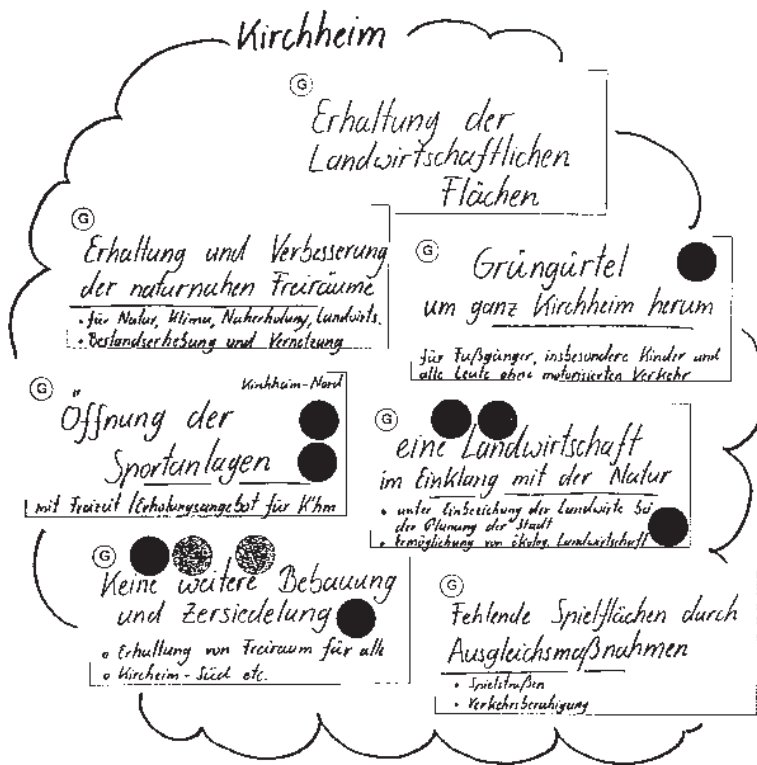 Kirchheim
G
Erhaltung der
Landwirtschaftlichen
Flächen
G
Erhaltung und Verbesserung
der naturnahen Freiräume
• für Natur, Klima, Naherholung, Landwirts.
• Bestandserhebung und Vernetzung
G
Grüngürtel
um ganz Kirchheim herum
für Fußgänger, insbesondere Kinder und
alle Leute ohne motorisierten Verkehr
G
Kirchheim-Nord
Öffnung der
Sportanlagen
mit Freizeit / Erholungsangebot für K'hm
G
eine Landwirtschaft
im Einklang mit der Natur
• unter Einbeziehung der Landwirte bei
der Planung der Stadt
• Ermöglichung von ökolog. Landwirtschaft
G
Keine weitere Bebauung
und Zersiedelung
• Erhaltung von Freiraum für alle
• Kircheim-Süd etc.
G
Fehlende Spielflächen durch
Ausgleichsmaßnahmen
• Spielstraßen
• Verkehrsberuhigung